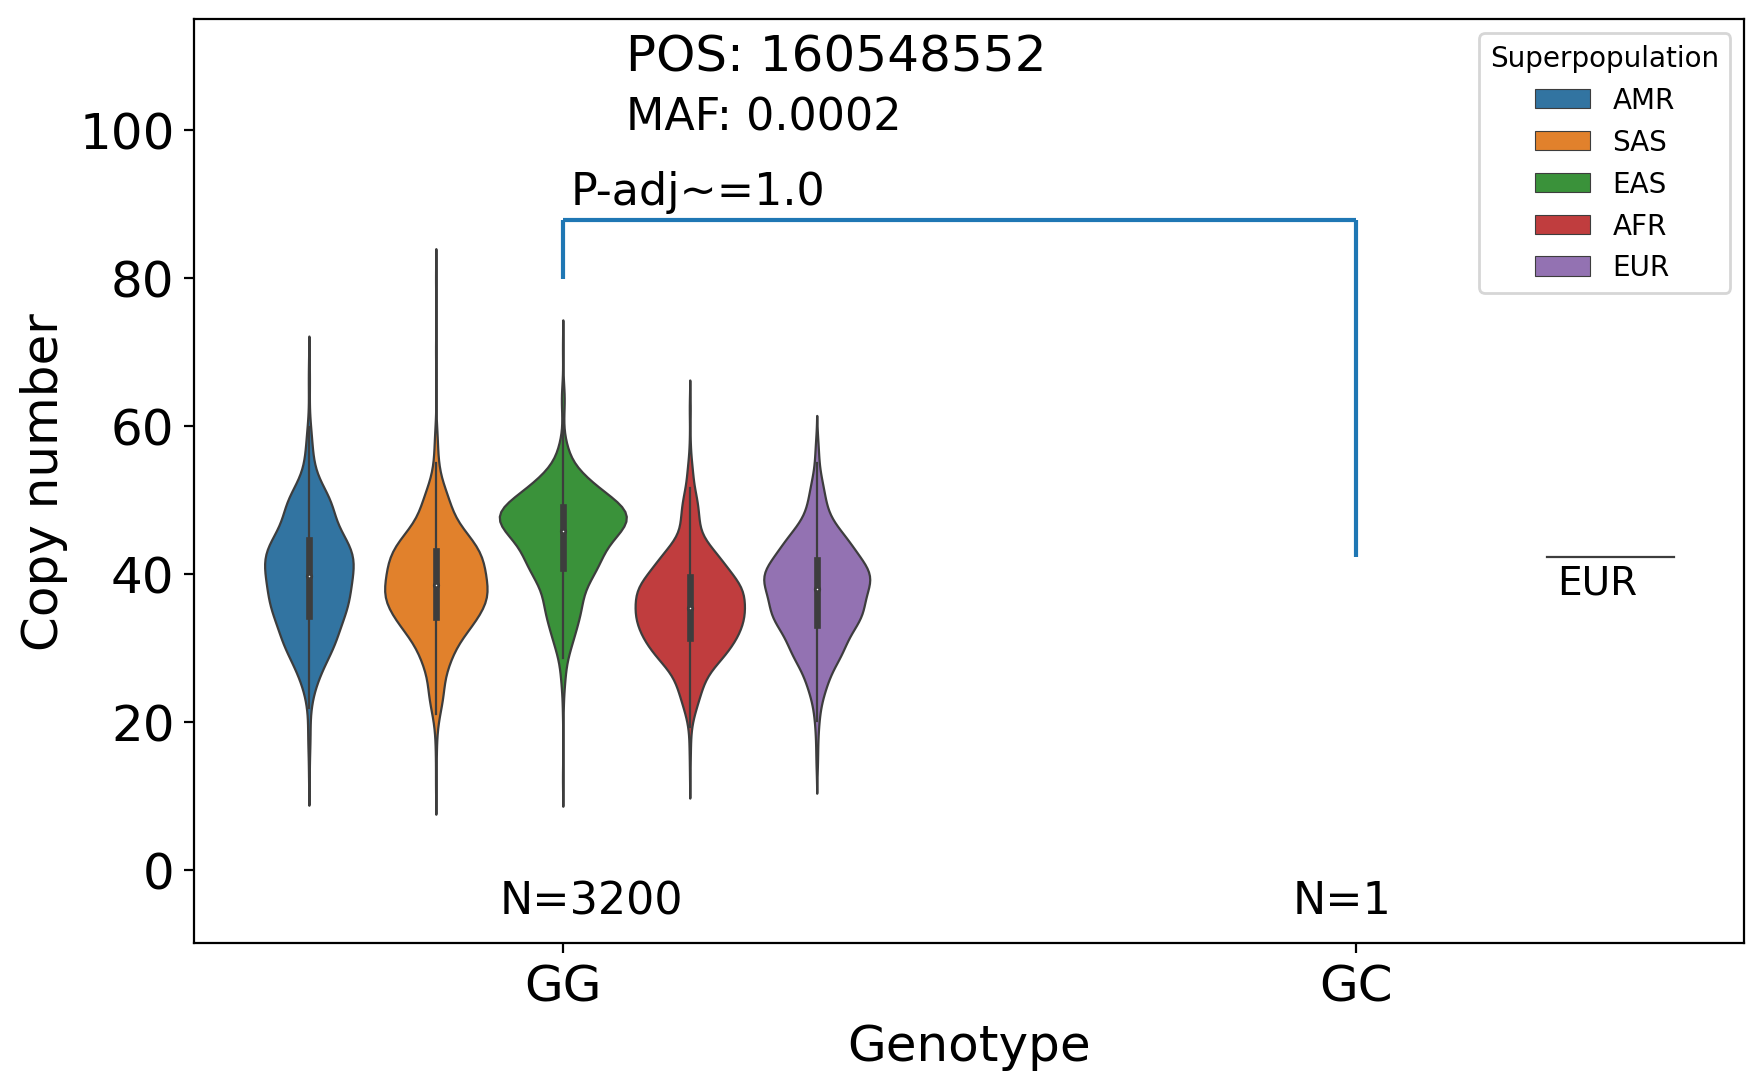 POS: 160548552
MAF: 0.0002
P-adj~=1.0
Superpopulation
AMR
SAS
EAS
AFR
EUR
Copy number
100
80
60
40
20
0
EUR
N=3200
N=1
GG
GC
Genotype